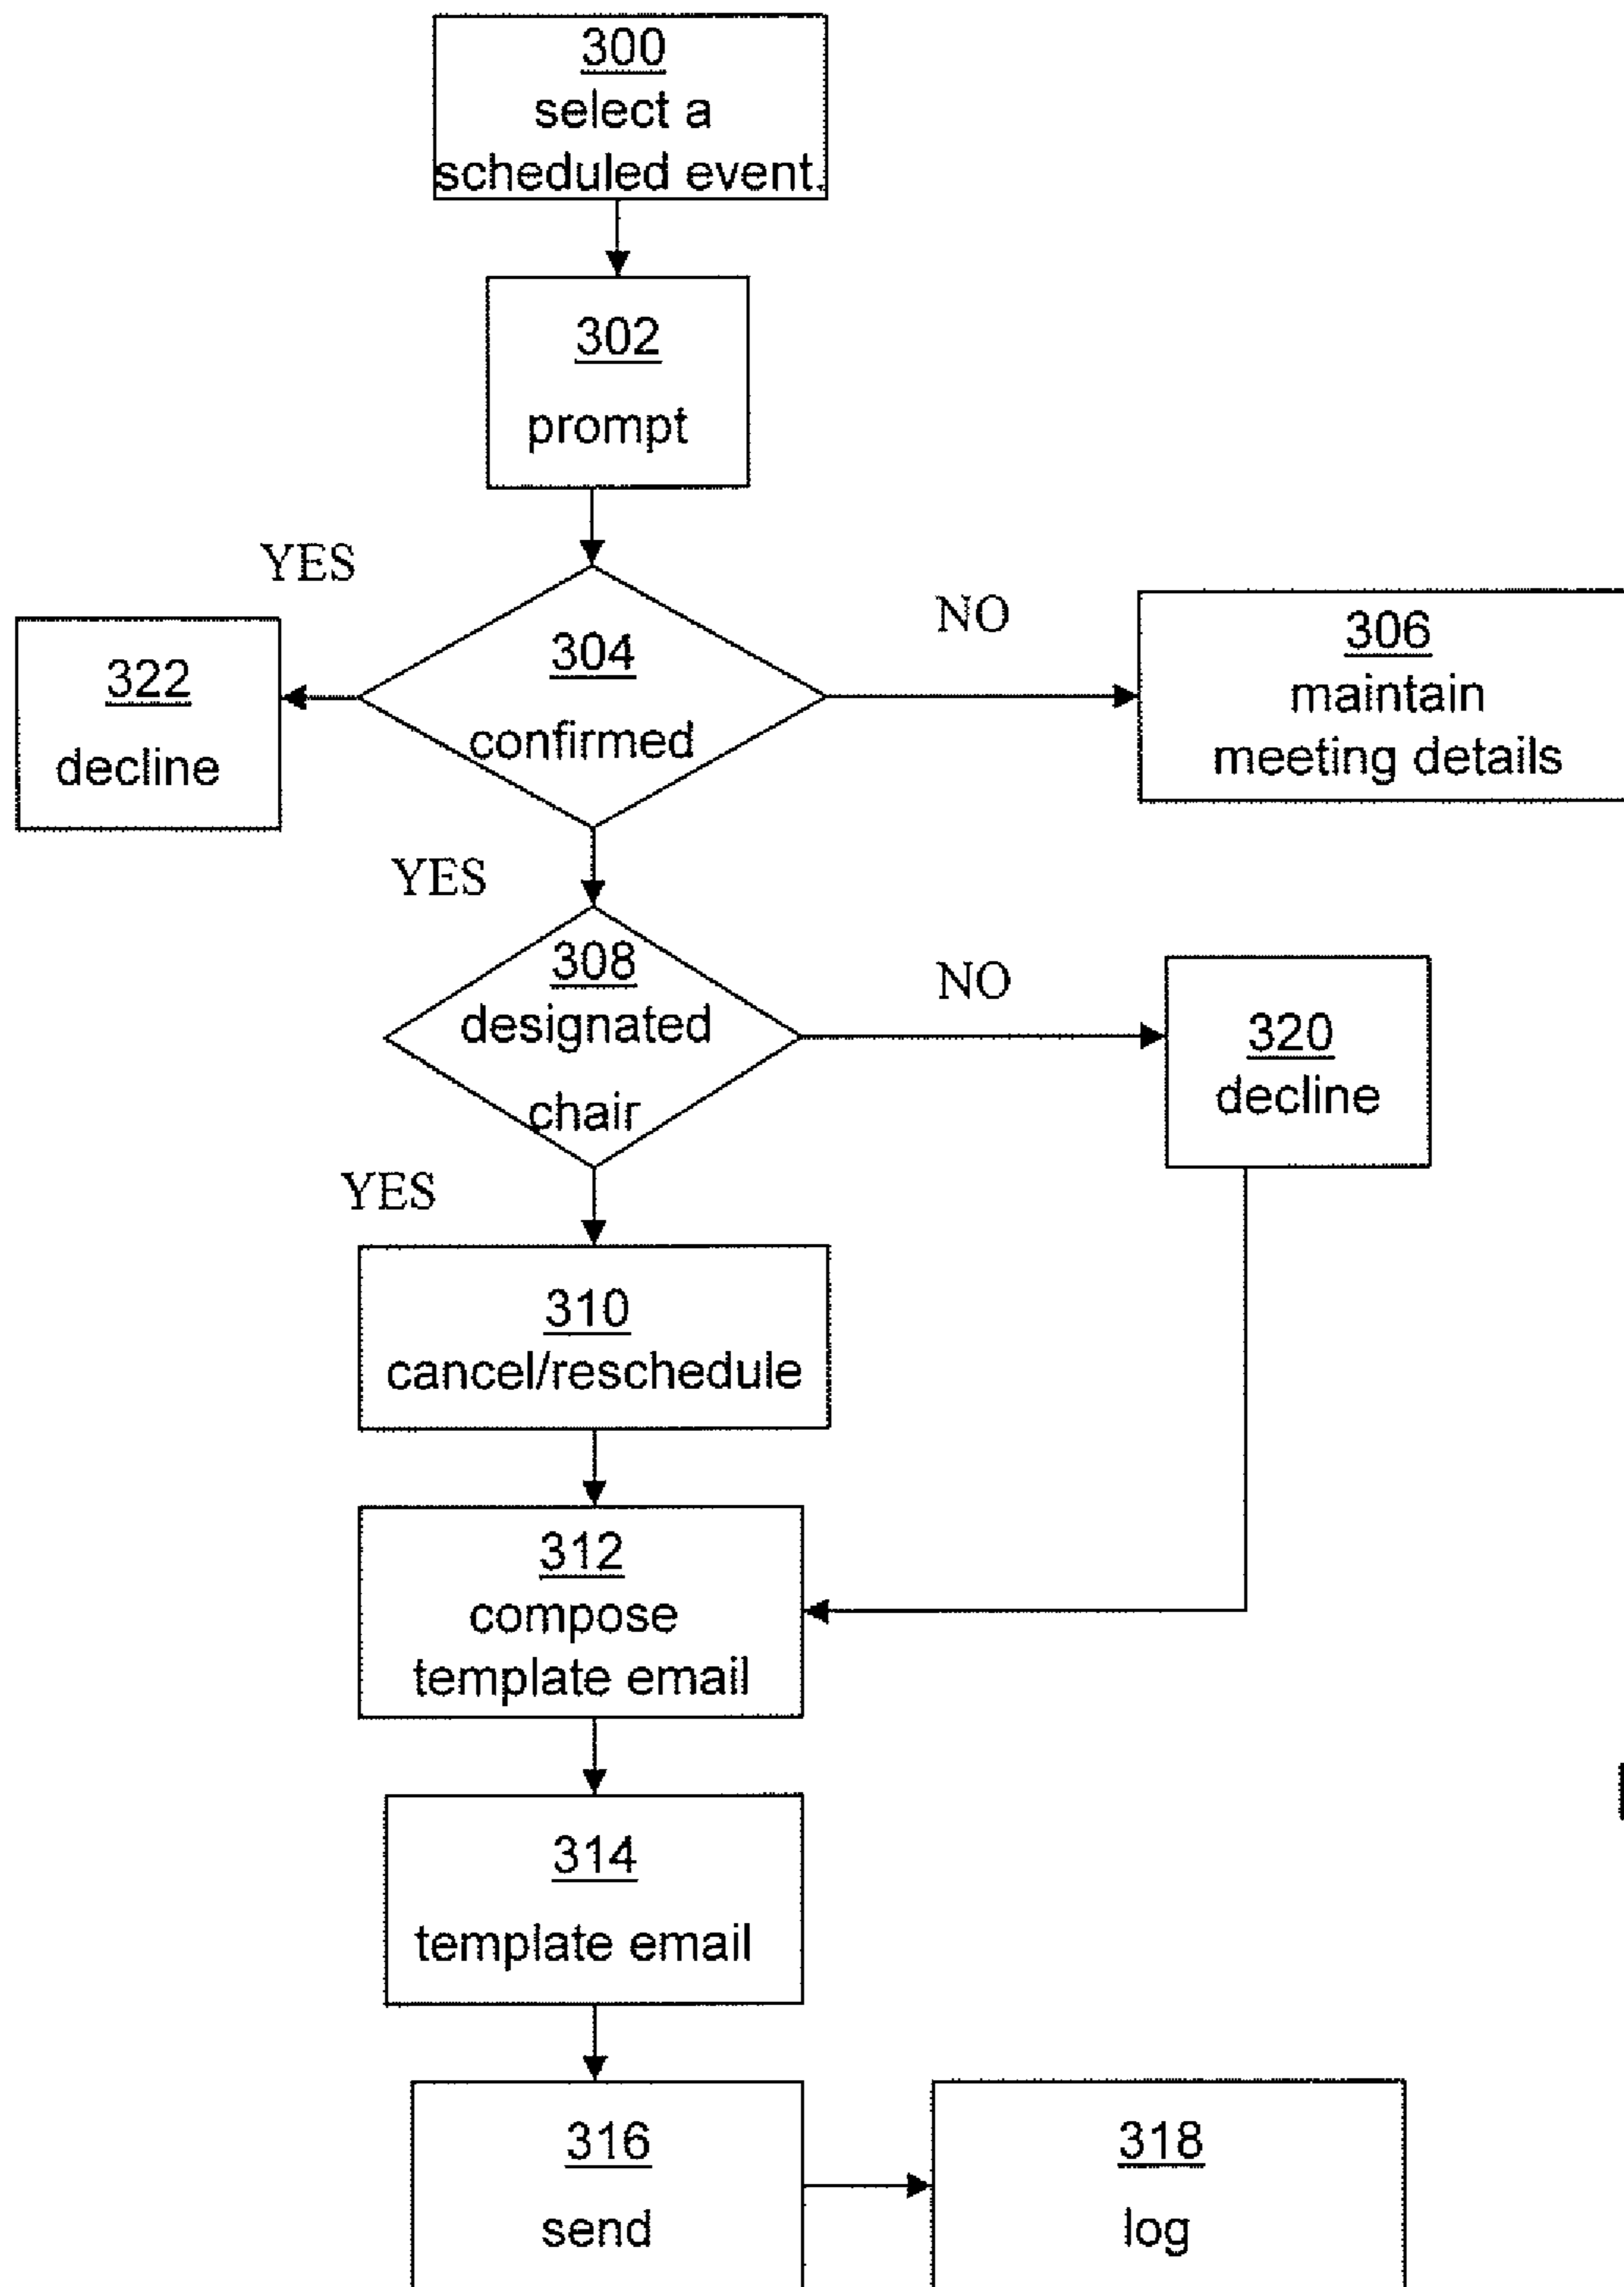 300
select a
scheduled event.
302
prompt
YES
NO
304
confirmed
322
decline
306
maintain
meeting details
YES
308
designated
chair
NO
320
decline
YES
310
cancel/reschedule
312
compose
template email
314
template email
316
send
318
log